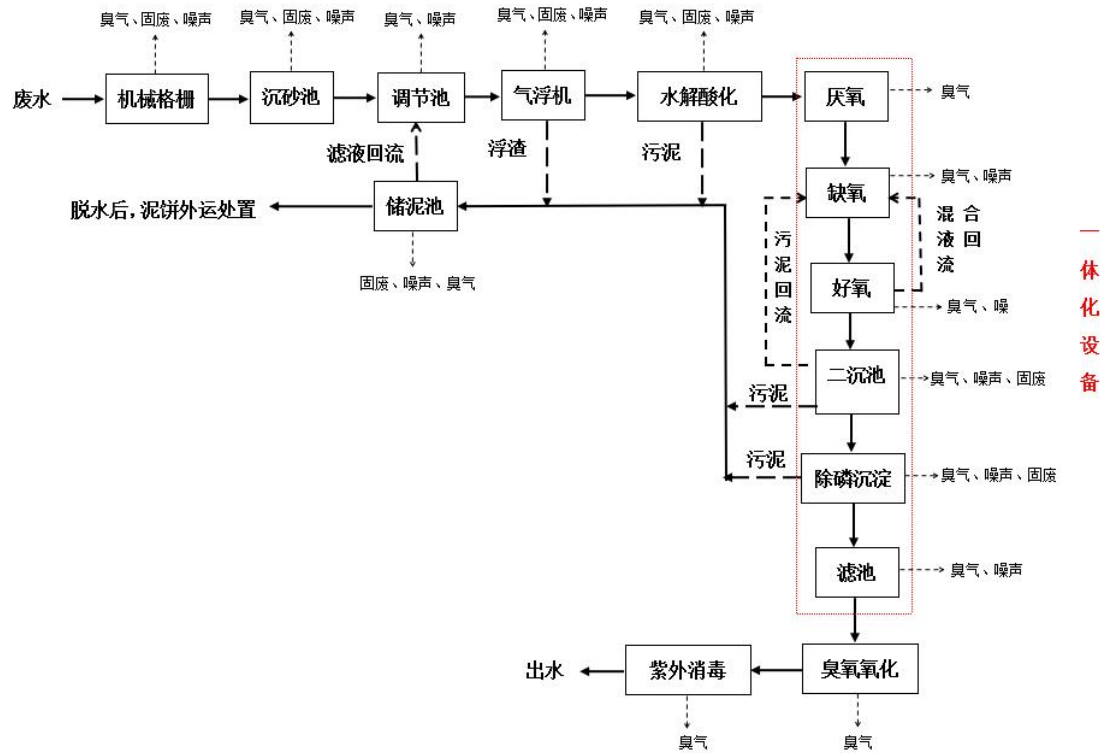 臭气、固废、噪声
臭气、固废、噪声
臭气、噪声
臭气、固废、噪声
臭气、固废、噪声
废水
机械格栅
沉砂池
调节池
气浮机
水解酸化
厌氧
臭气
滤液回流
浮渣
污泥
缺氧
臭气、噪声
脱水后,泥饼外运处置
储泥池
污泥回流
混合液回流
一体化设备
固废、噪声、臭气
好氧
臭气、噪
二沉池
臭气、噪声、固废
污泥
污泥
除磷沉淀
臭气、噪声、固废
滤池
臭气、噪声
出水
紫外消毒
臭氧氧化
臭气
臭气